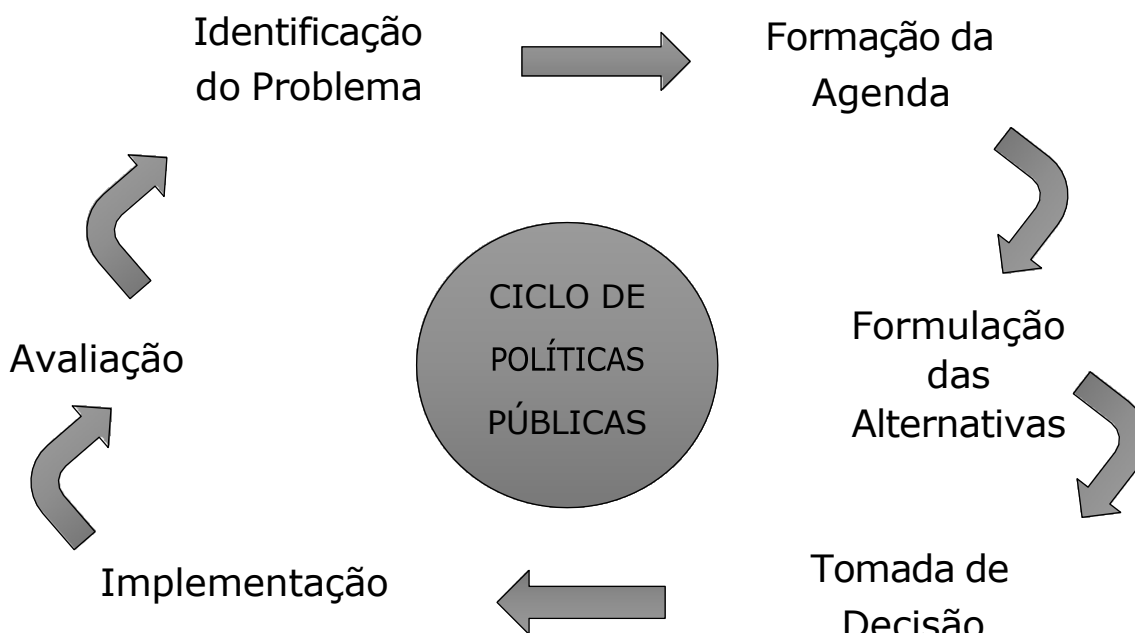 Identificação
do Problema
Formação da
Agenda
CICLO DE
POLÍTICAS
PÚBLICAS
Formulação
das
Alternativas
Avaliação
Implementação
Tomada de
Decisão